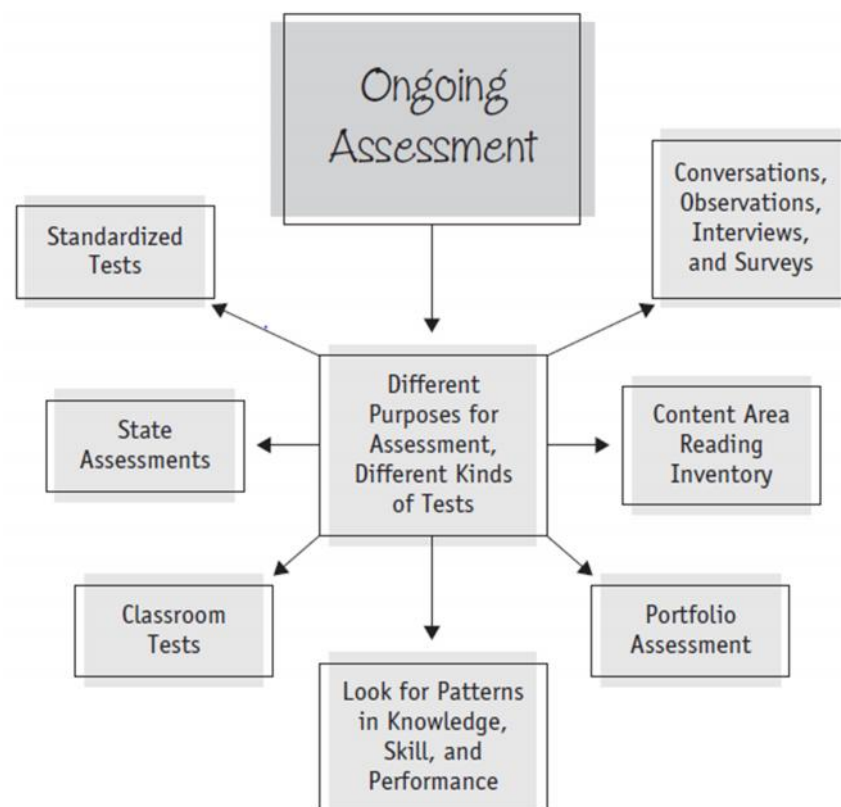 Ongoing
Assessment
Conversations,
Observations,
Interviews,
and Surveys
Standardized
Tests
Different
Purposes for
Assessment,
Different Kinds
of Tests
State
Assessments
Content Area
Reading
Inventory
Classroom
Tests
Portfolio
Assessment
Look for Patterns
in Knowledge,
Skill, and
Performance